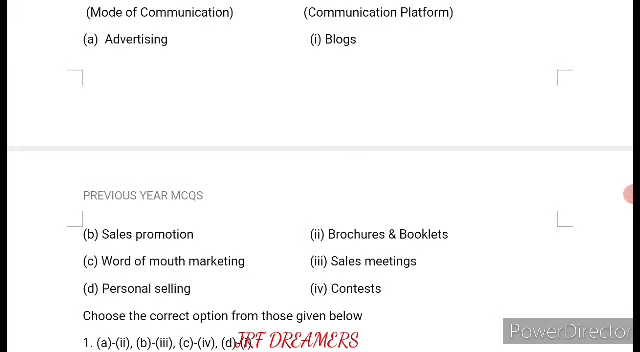 (Mode of Communication) (Communication Platform)
(a) Advertising (i) Blogs
PREVIOUS YEAR MCQS
(b) Sales promotion (ii) Brochures & Booklets
(c) Word of mouth marketing (iii) Sales meetings
(d) Personal selling (iv) Contests
Choose the correct option from those given below
1. (a)-(ii), (b)-(iii), (c)-(iv), (d)-(i)
JRF DREAMERS
PowerDirector